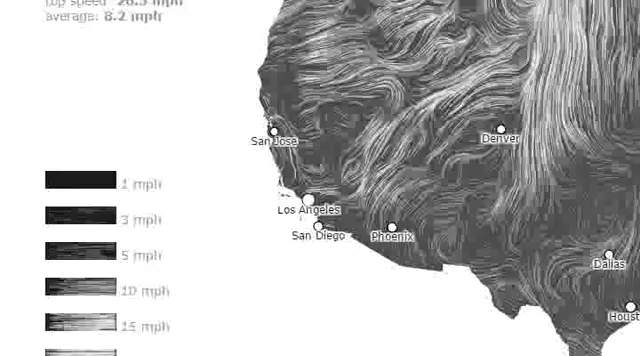 top speed: 26.5 mph
average: 8.2 mph
San Jose
Denver
1 mph
3 mph
Los Angeles
San Diego
Phoenix
5 mph
Dallas
10 mph
Houst
15 mph